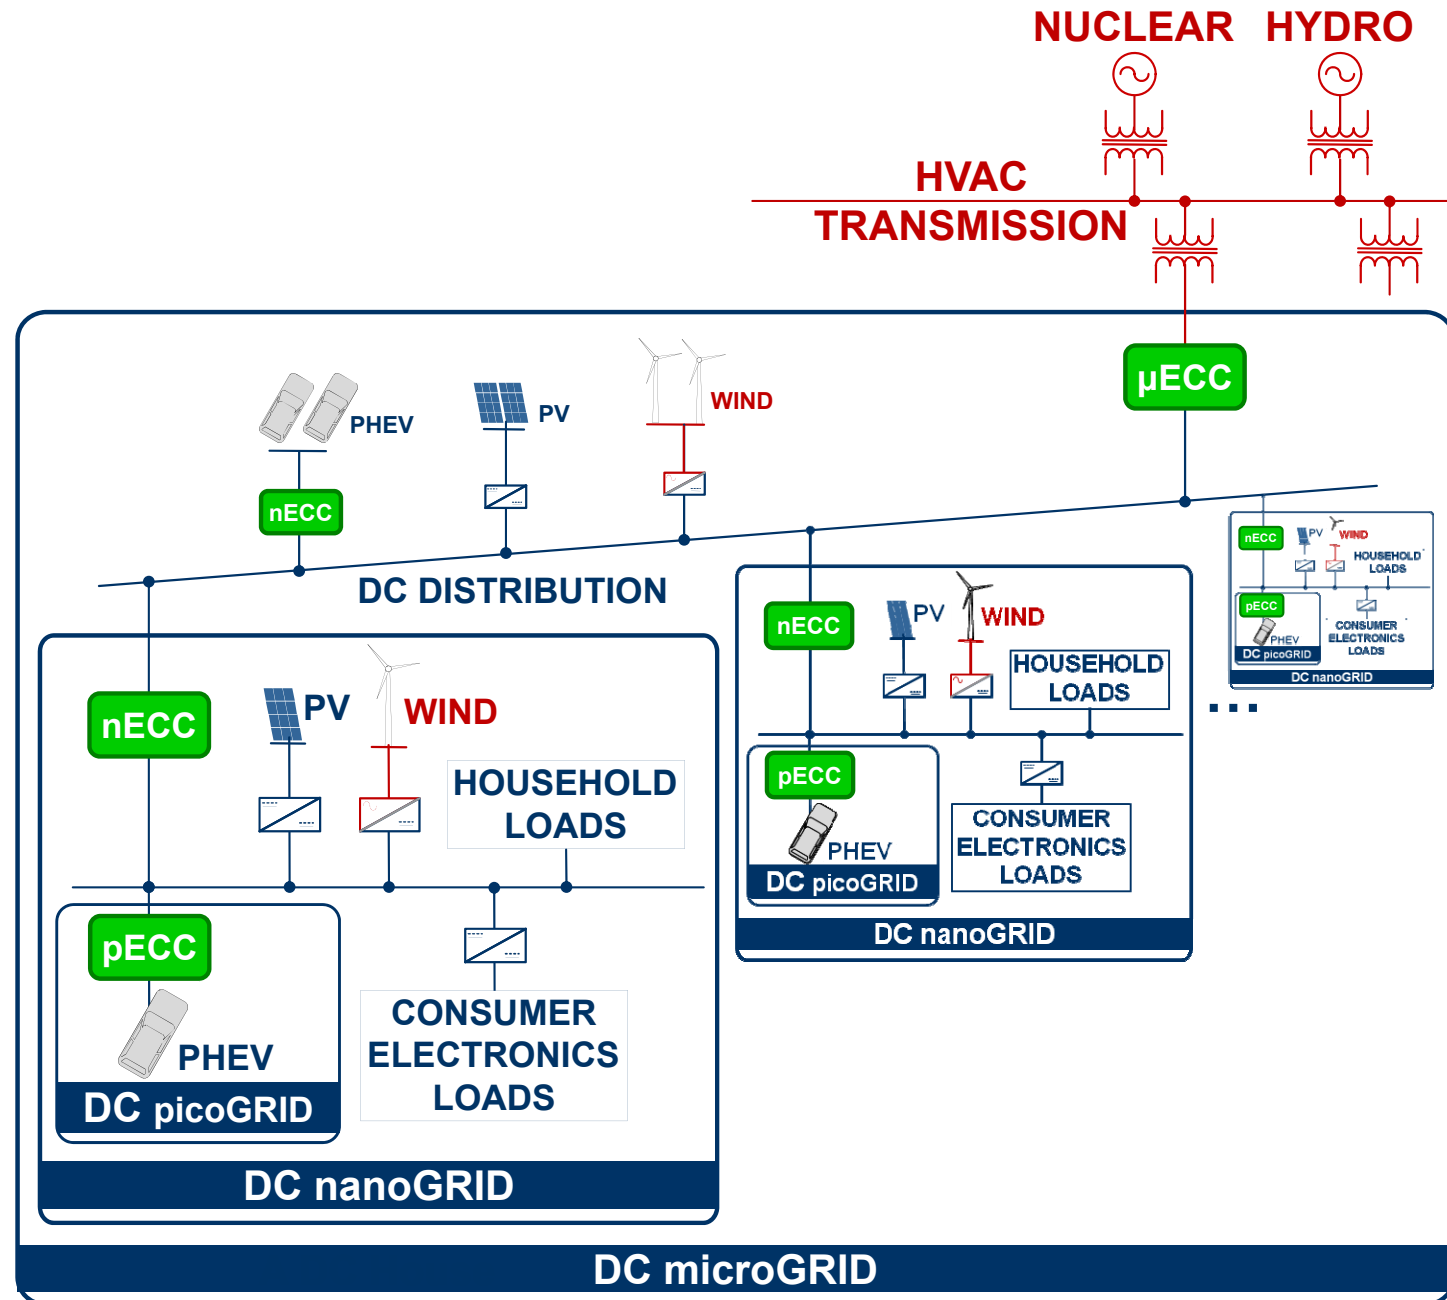 NUCLEAR HYDRO
HVAC
TRANSMISSION
µECC
PHEV
PV
WIND
nECC
DC DISTRIBUTION
nECC
PV
WIND
HOUSEHOLD
LOADS
pECC
PHEV
DC picoGRID
CONSUMER
ELECTRONICS
LOADS
DC nanoGRID
nECC
PV
WIND
HOUSEHOLD
LOADS
pECC
PHEV
DC picoGRID
CONSUMER
ELECTRONICS
LOADS
DC nanoGRID
...
nECC
PV
WIND
HOUSEHOLD
LOADS
pECC
PHEV
DC picoGRID
CONSUMER
ELECTRONICS
LOADS
DC nanoGRID
DC microGRID